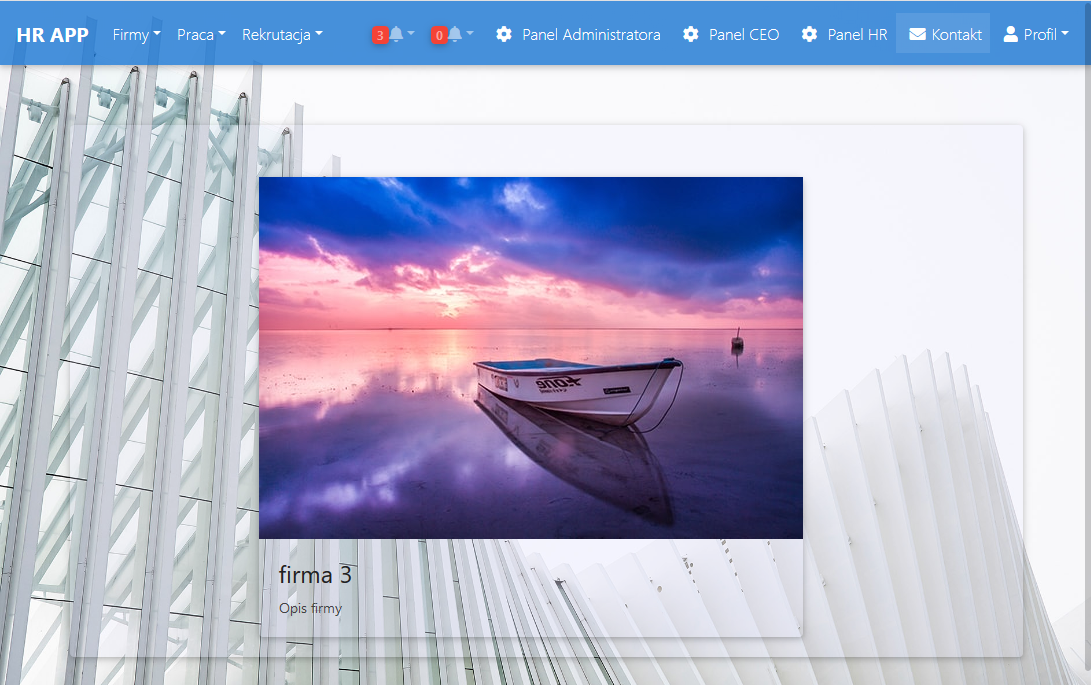 HR APP Firmy Praca Rekrutacja 3 0 Panel Administratora Panel CEO Panel HR Kontakt Profil
firma 3
Opis firmy